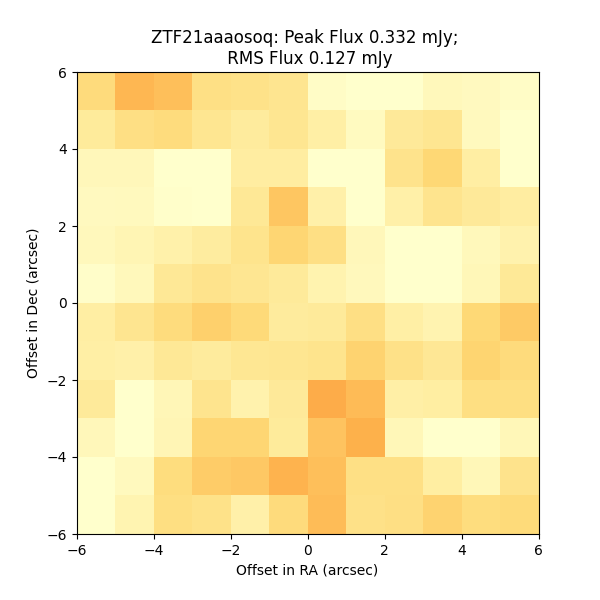 ZTF21aaaosoq: Peak Flux 0.332 mJy;
RMS Flux 0.127 mJy
6
4
2
0
−2
−4
−6
Offset in Dec (arcsec)
−6 −4 −2 0 2 4 6
Offset in RA (arcsec)